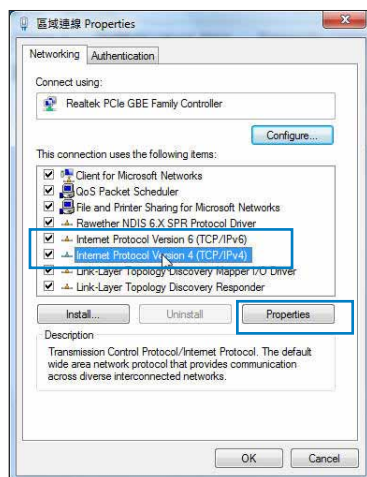 區域連線 Properties
Networking Authentication
Connect using:
Realtek PCIe GBE Family Controller
Configure...
This connection uses the following items:
Client for Microsoft Networks
QoS Packet Scheduler
File and Printer Sharing for Microsoft Networks
Rawether NDIS 6.X SPR Protocol Driver
Internet Protocol Version 6 (TCP/IPv6)
Internet Protocol Version 4 (TCP/IPv4)
Link-Layer Topology Discovery Mapper I/O Driver
Link-Layer Topology Discovery Responder
Install... Uninstall Properties
Description
Transmission Control Protocol/Internet Protocol. The default
wide area network protocol that provides communication
across diverse interconnected networks.
OK Cancel